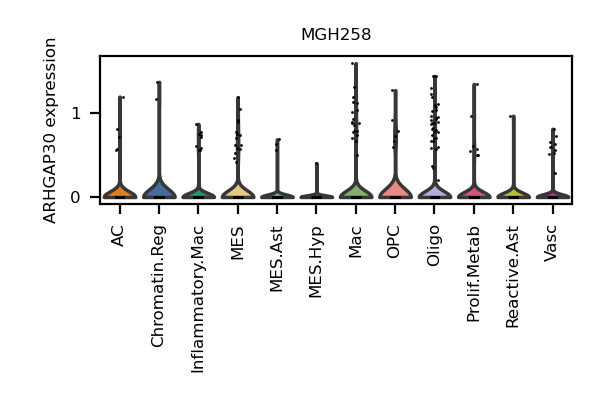 MGH258
ARHGAP30 expression
1
0
AC
Chromatin.Reg
Inflammatory.Mac
MES
MES.Ast
MES.Hyp
Mac
OPC
Oligo
Prolif.Metab
Reactive.Ast
Vasc